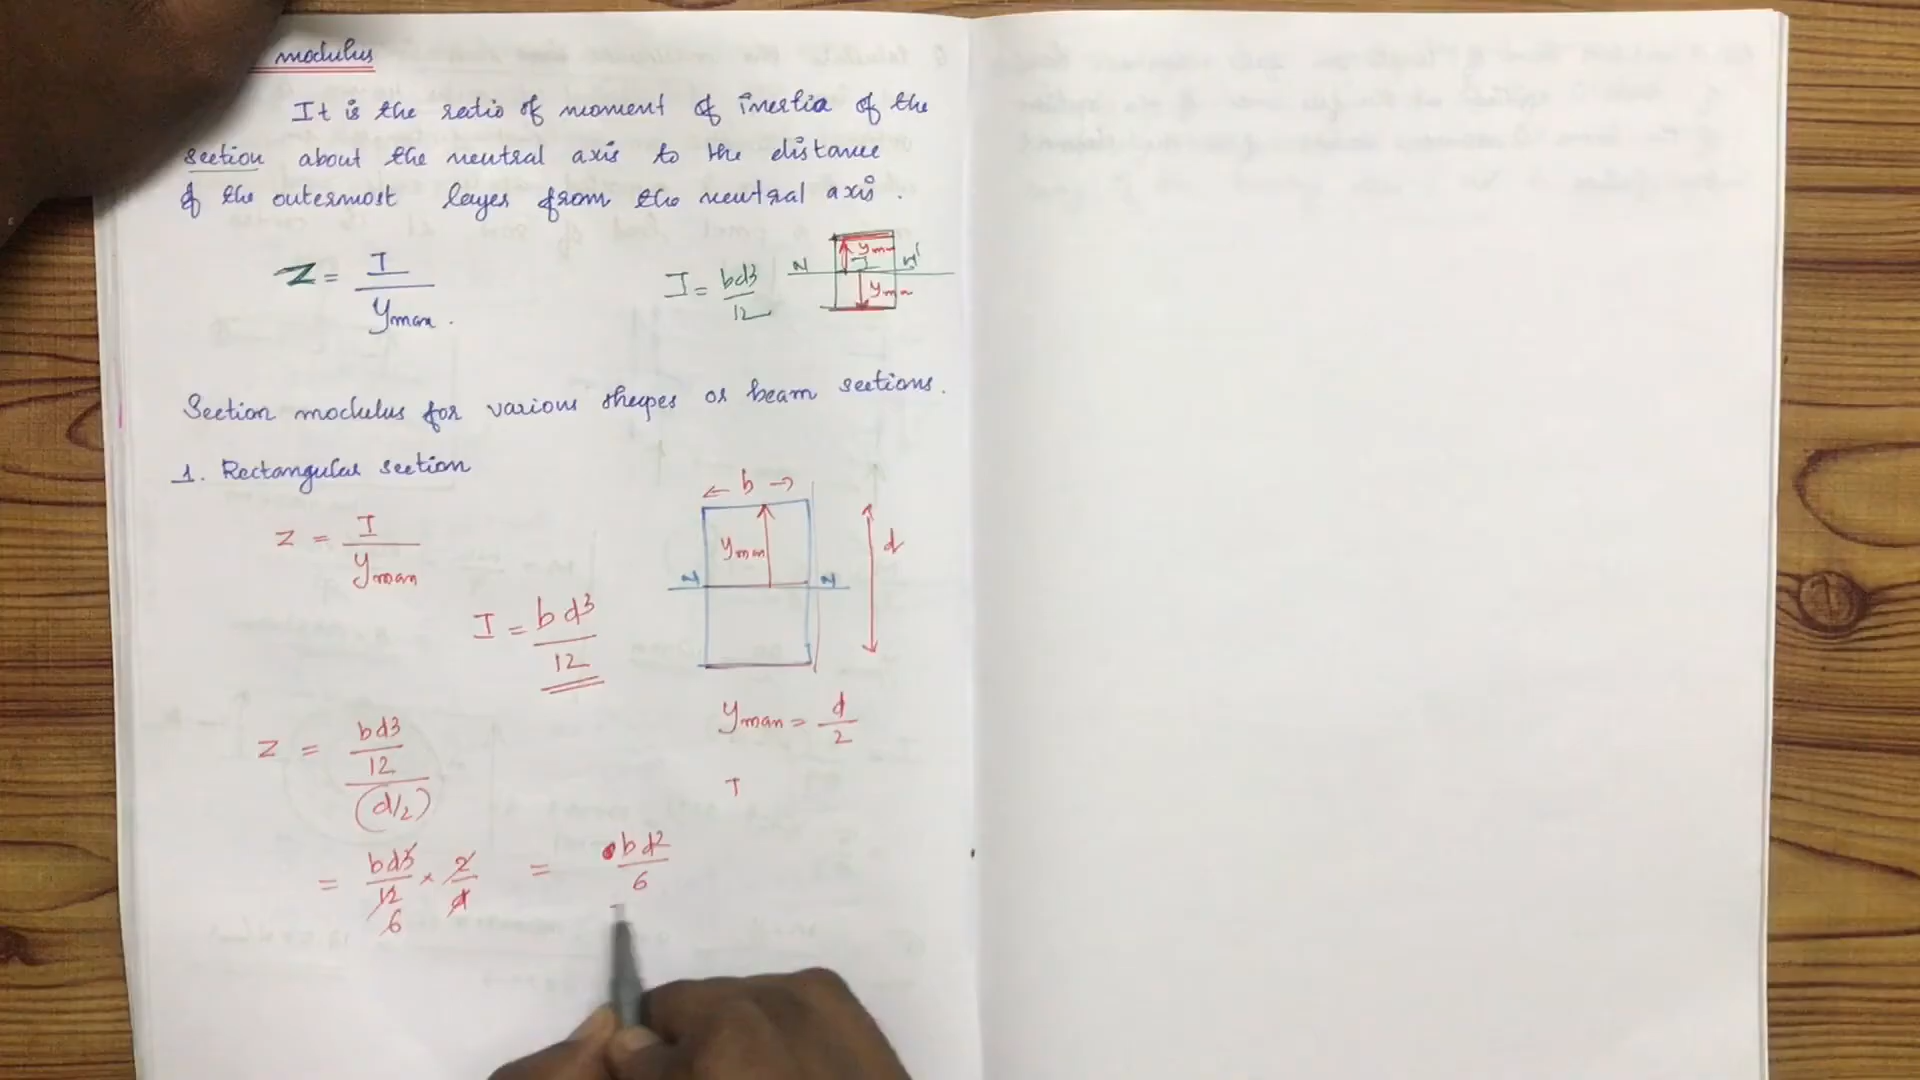 modulus
It is the ratio of moment of inertia of the
section about the neutral axis to the distance
of the outermost layer from the neutral axis.
Z = I / ymax.
I = bd3 / 12
ymax
N I N
ymax
Section modulus for various shapes or beam sections.
1. Rectangular section
← b →
Z = I / ymax
ymax
d
N N
I = bd3 / 12
ymax = d / 2
Z = bd3 / 12 / (d/2)
I
= bd3 / 12 × 2 / d = bd2 / 6
6